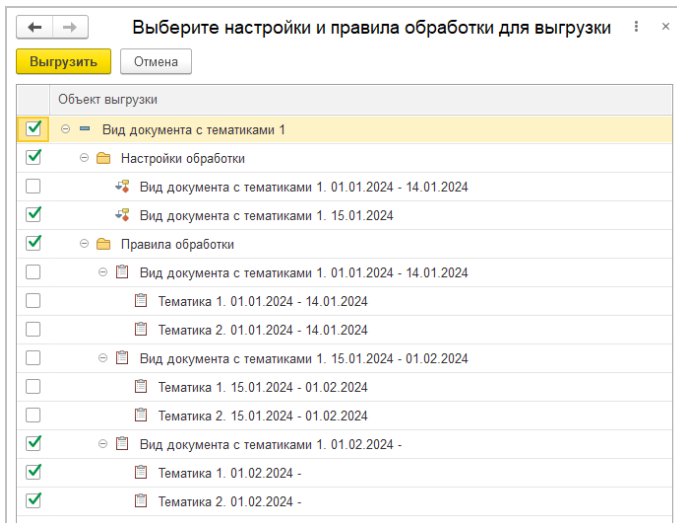 Выберите настройки и правила обработки для выгрузки
Выгрузить Отмена
Объект выгрузки
Вид документа с тематиками 1
Настройки обработки
Вид документа с тематиками 1. 01.01.2024 - 14.01.2024
Вид документа с тематиками 1. 15.01.2024
Правила обработки
Вид документа с тематиками 1. 01.01.2024 - 14.01.2024
Тематика 1. 01.01.2024 - 14.01.2024
Тематика 2. 01.01.2024 - 14.01.2024
Вид документа с тематиками 1. 15.01.2024 - 01.02.2024
Тематика 1. 15.01.2024 - 01.02.2024
Тематика 2. 15.01.2024 - 01.02.2024
Вид документа с тематиками 1. 01.02.2024 -
Тематика 1. 01.02.2024 -
Тематика 2. 01.02.2024 -